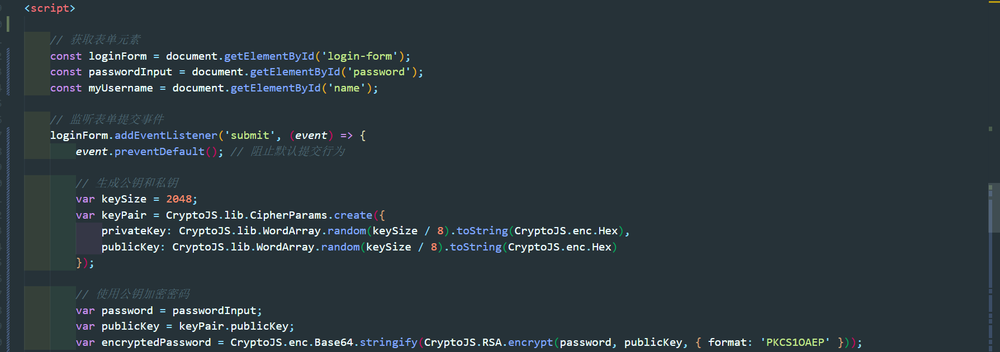 <script>
// 获取表单元素
const loginForm = document.getElementById('login-form');
const passwordInput = document.getElementById('password');
const myUsername = document.getElementById('name');
// 监听表单提交事件
loginForm.addEventListener('submit', (event) => {
event.preventDefault(); // 阻止默认提交行为
// 生成公钥和私钥
var keySize = 2048;
var keyPair = CryptoJS.lib.CipherParams.create({
privateKey: CryptoJS.lib.WordArray.random(keySize / 8).toString(CryptoJS.enc.Hex),
publicKey: CryptoJS.lib.WordArray.random(keySize / 8).toString(CryptoJS.enc.Hex)
});
// 使用公钥加密密码
var password = passwordInput;
var publicKey = keyPair.publicKey;
var encryptedPassword = CryptoJS.enc.Base64.stringify(CryptoJS.RSA.encrypt(password, publicKey, { format: 'PKCS1OAEP' }));